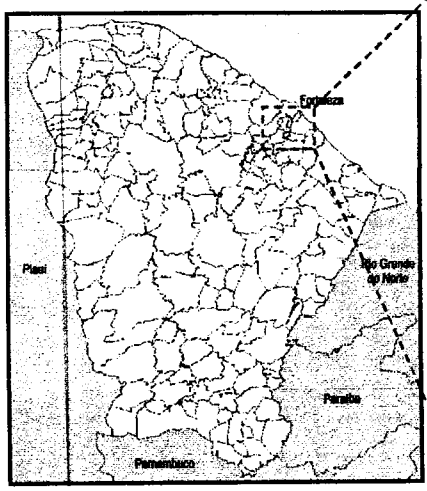 Fortaleza
Piauí
Rio Grande
do Norte
Paraíba
Pernambuco